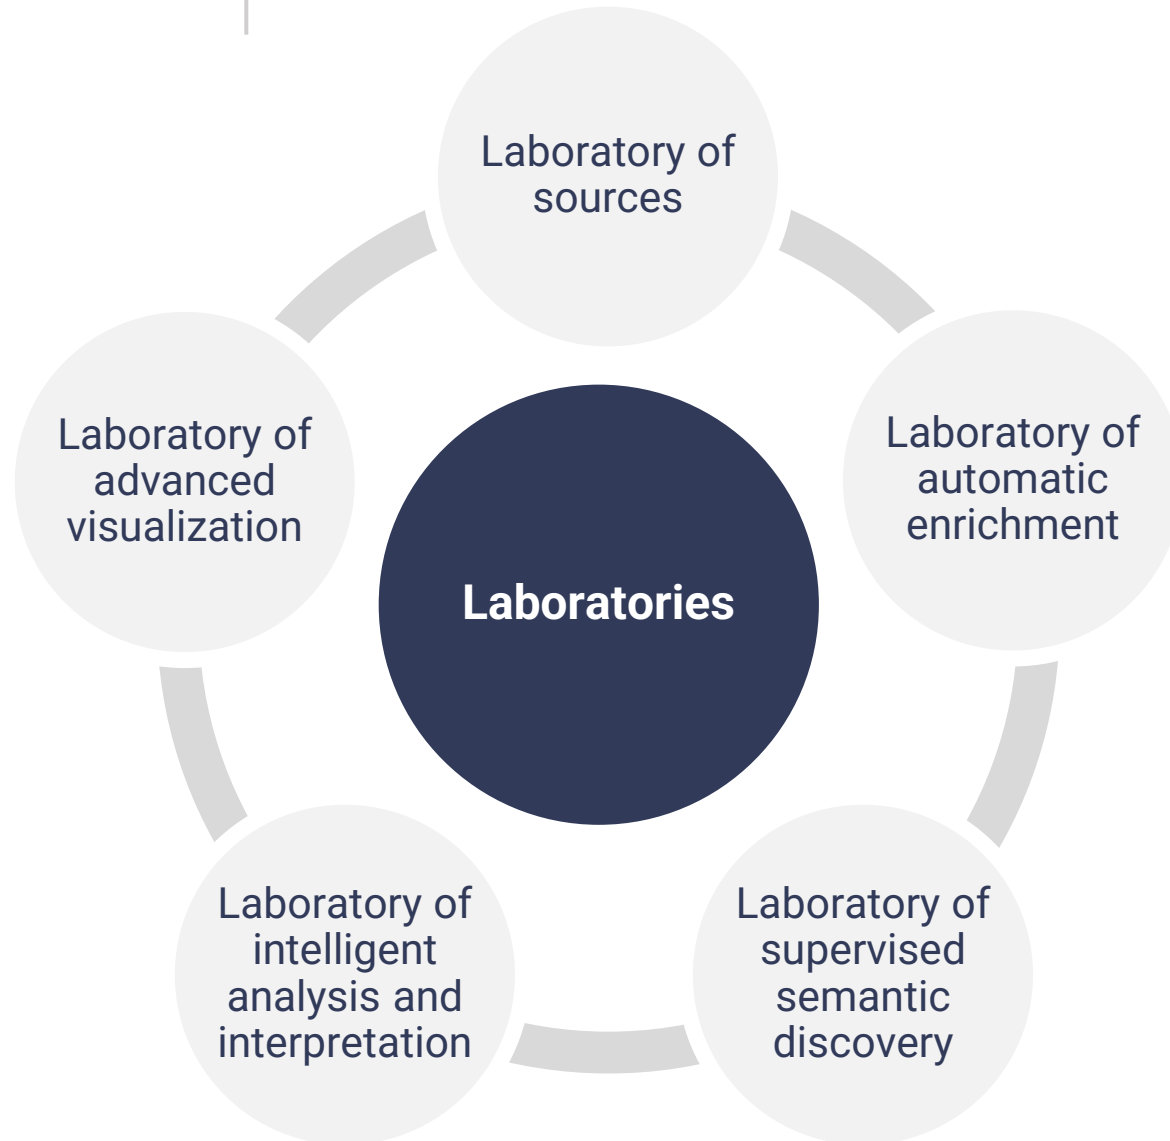 Laboratory of
sources
Laboratory of
automatic
enrichment
Laboratory of
supervised
semantic
discovery
Laboratory of
intelligent
analysis and
interpretation
Laboratory of
advanced
visualization
Laboratories